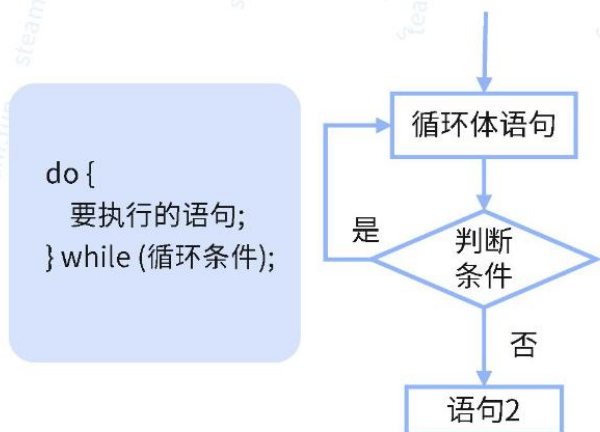 do {
要执行的语句;
} while (循环条件);
循环体语句
是
判断
条件
否
语句2